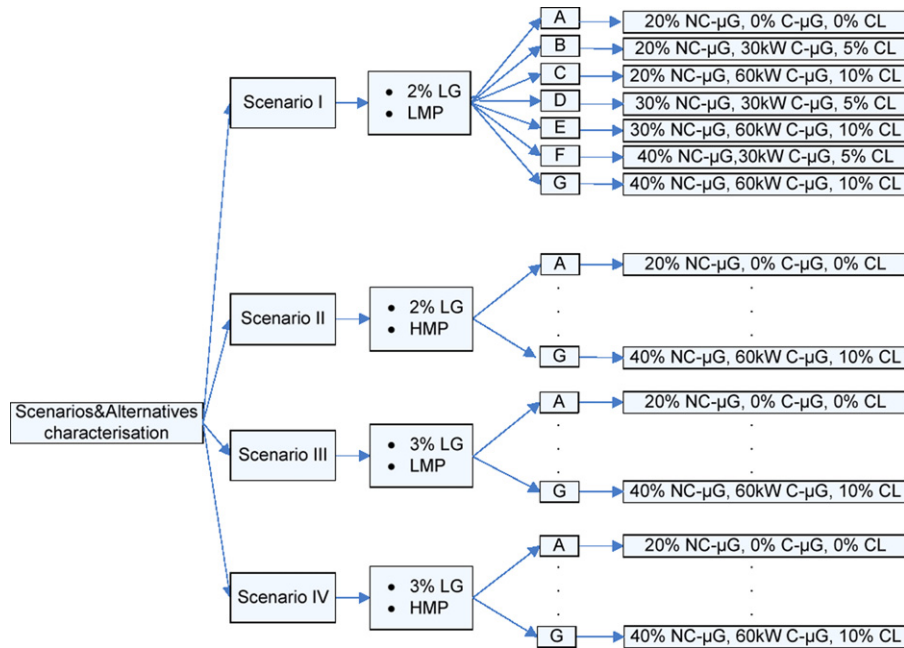 Scenarios&Alternatives
characterisation
Scenario I
• 2% LG
• LMP
A
20% NC-µG, 0% C-µG, 0% CL
B
20% NC-µG, 30kW C-µG, 5% CL
C
20% NC-µG, 60kW C-µG, 10% CL
D
30% NC-µG, 30kW C-µG, 5% CL
E
30% NC-µG, 60kW C-µG, 10% CL
F
40% NC-µG,30kW C-µG, 5% CL
G
40% NC-µG, 60kW C-µG, 10% CL
Scenario II
• 2% LG
• HMP
A
20% NC-µG, 0% C-µG, 0% CL
G
40% NC-µG, 60kW C-µG, 10% CL
Scenario III
• 3% LG
• LMP
A
20% NC-µG, 0% C-µG, 0% CL
G
40% NC-µG, 60kW C-µG, 10% CL
Scenario IV
• 3% LG
• HMP
A
20% NC-µG, 0% C-µG, 0% CL
G
40% NC-µG, 60kW C-µG, 10% CL